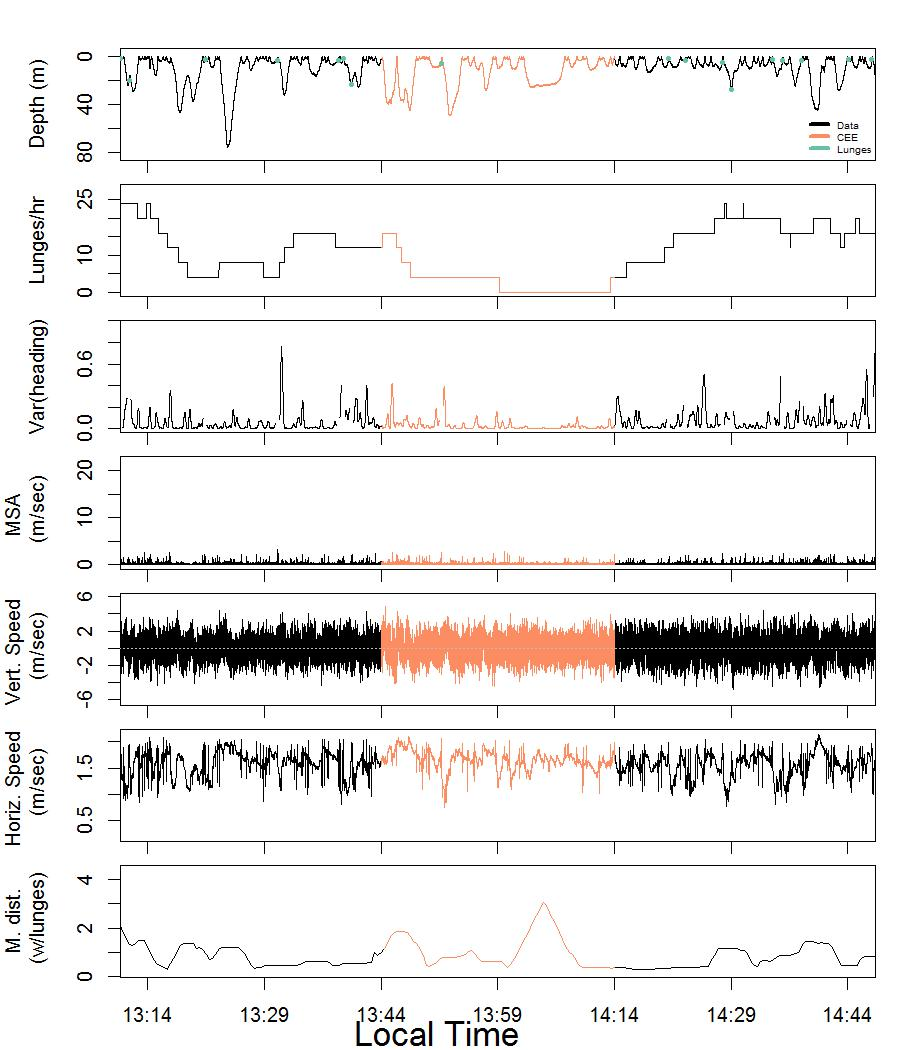 Depth (m)
0
40
80
Data
CEE
Lunges
Lunges/hr
25
10
0
Var(heading)
0.6
0.0
MSA
(m/sec)
20
10
0
Vert. Speed
(m/sec)
6
2
-2
-6
Horiz. Speed
(m/sec)
1.5
0.5
M. dist.
(w/lunges)
4
2
0
13:14 13:29 13:44 13:59 14:14 14:29 14:44
Local Time